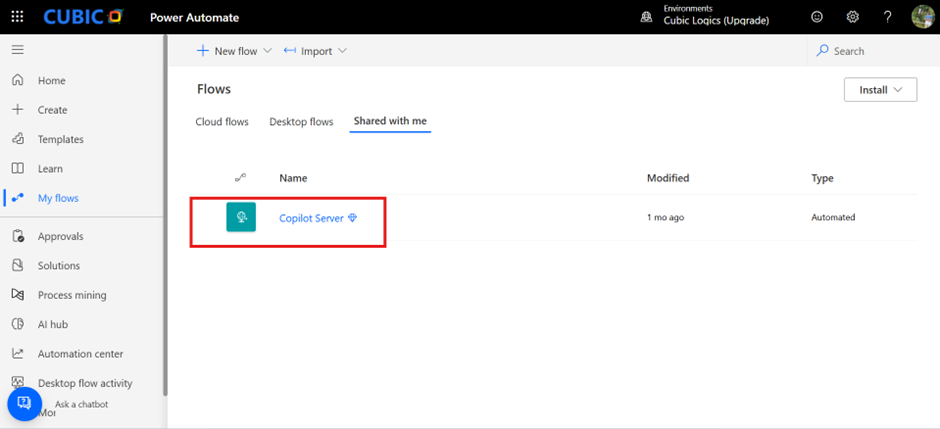 CUBIC
Power Automate
Environments
Cubic Logics (Upgrade)
?
New flow
Import
Search
Home
Create
Templates
Learn
My flows
Approvals
Solutions
Process mining
AI hub
Automation center
Desktop flow activity
Mor
Ask a chatbot
Flows
Install
Cloud flows
Desktop flows
Shared with me
Name
Modified
Type
Copilot Server
1 mo ago
Automated